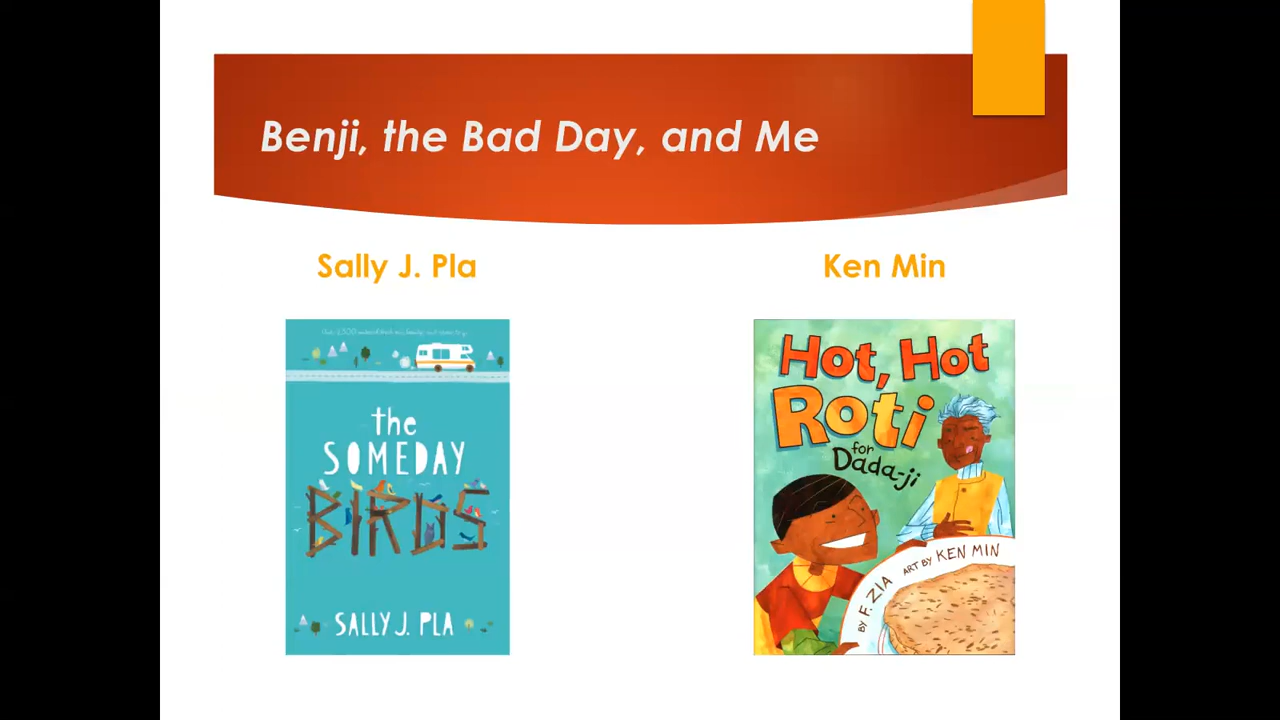 Benji, the Bad Day, and Me
Sally J. Pla
Ken Min
the
SOMEDAY
BIRDS
SALLY J. PLA
Hot, Hot
Roti
for
Dada-ji
BY F. ZIA ART BY KEN MIN